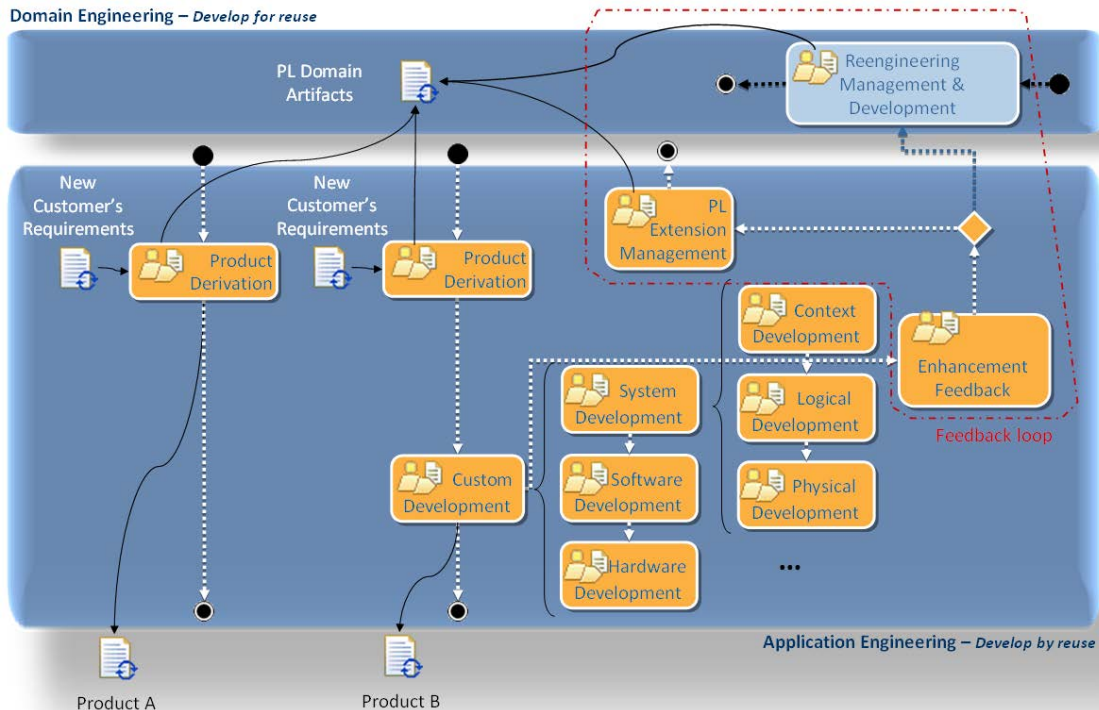 Domain Engineering – Develop for reuse
PL Domain
Artifacts
Reengineering
Management &
Development
New
Customer's
Requirements
New
Customer's
Requirements
PL
Extension
Management
Product
Derivation
Product
Derivation
Context
Development
Enhancement
Feedback
System
Development
Logical
Development
Feedback loop
Custom
Development
Software
Development
Physical
Development
Hardware
Development
...
Application Engineering – Develop by reuse
Product A
Product B